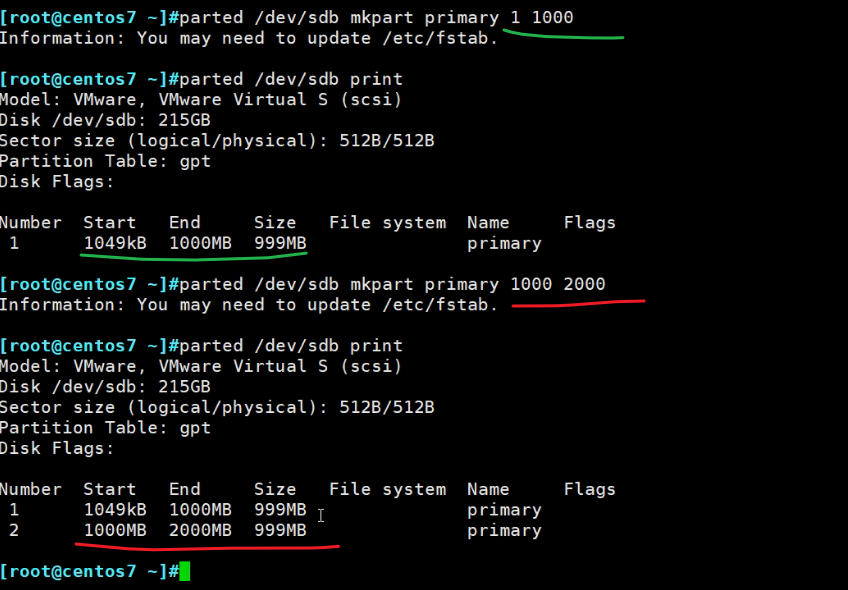 [root@centos7 ~]#parted /dev/sdb mkpart primary 1 1000
Information: You may need to update /etc/fstab.
[root@centos7 ~]#parted /dev/sdb print
Model: VMware, VMware Virtual S (scsi)
Disk /dev/sdb: 215GB
Sector size (logical/physical): 512B/512B
Partition Table: gpt
Disk Flags:
Number  Start   End     Size    File system  Name     Flags
 1      1049kB  1000MB  999MB                primary
[root@centos7 ~]#parted /dev/sdb mkpart primary 1000 2000
Information: You may need to update /etc/fstab.
[root@centos7 ~]#parted /dev/sdb print
Model: VMware, VMware Virtual S (scsi)
Disk /dev/sdb: 215GB
Sector size (logical/physical): 512B/512B
Partition Table: gpt
Disk Flags:
Number  Start   End     Size    File system  Name     Flags
 1      1049kB  1000MB  999MB                primary
 2      1000MB  2000MB  999MB                primary
[root@centos7 ~]#